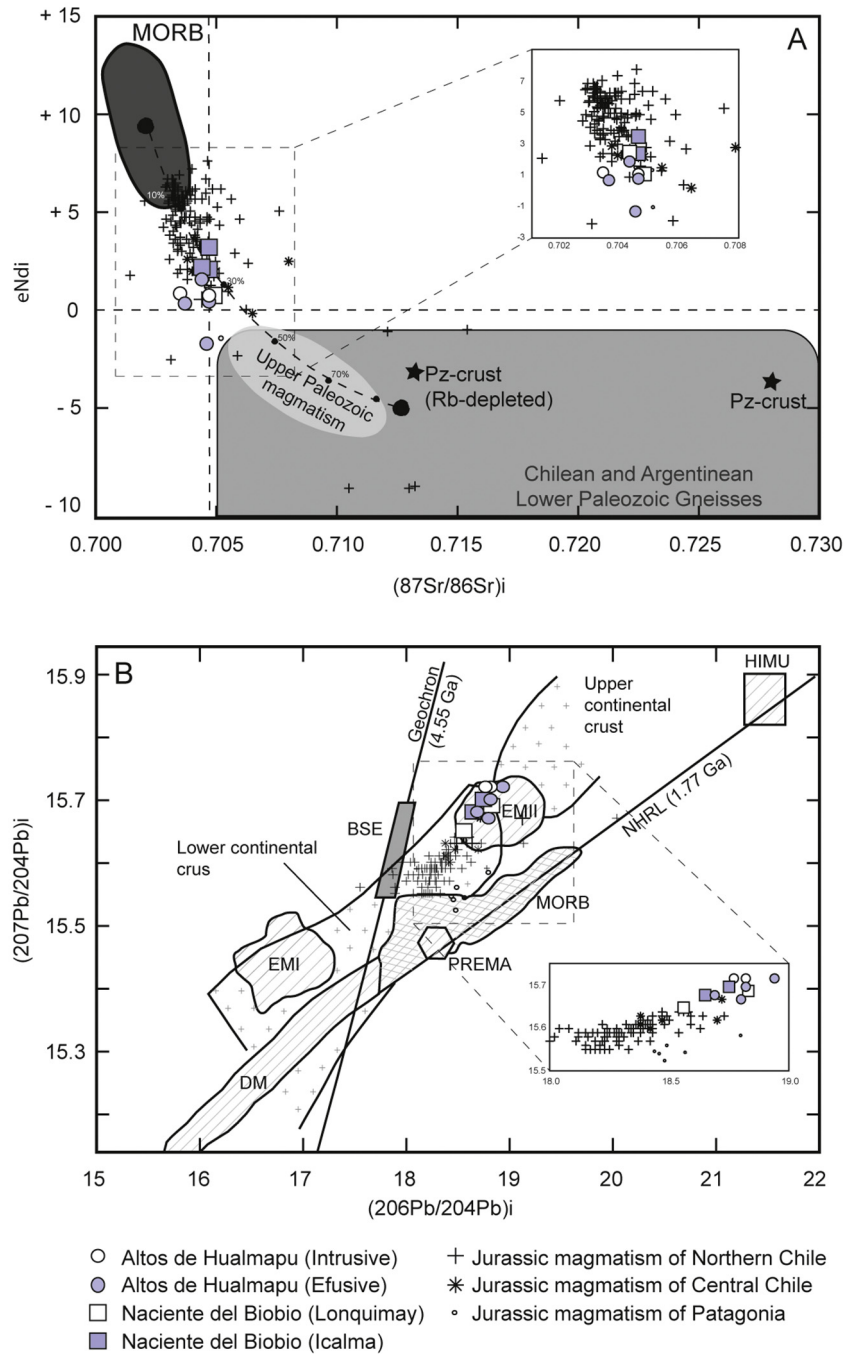 A
MORB
+ 15
+ 10
+ 5
0
- 5
- 10
eNdi
10%
30%
50%
70%
Upper Paleozoic
magmatism
Pz-crust
(Rb-depleted)
Pz-crust
Chilean and Argentinean
Lower Paleozoic Gneisses
7
5
3
1
-1
-3
0.702
0.704
0.706
0.708
0.700
0.705
0.710
0.715
0.720
0.725
0.730
(87Sr/86Sr)i
B
15.9
15.7
15.5
15.3
(207Pb/204Pb)i
Geochron
(4.55 Ga)
Upper
continental
crust
HIMU
NHRL (1.77 Ga)
BSE
EMII
Lower continental
crus
MORB
EMI
PREMA
DM
15.7
15.6
15.5
18.0
18.5
19.0
15
16
17
18
19
20
21
22
(206Pb/204Pb)i
Altos de Hualmapu (Intrusive)
Altos de Hualmapu (Efusive)
Naciente del Biobio (Lonquimay)
Naciente del Biobio (Icalma)
Jurassic magmatism of Northern Chile
Jurassic magmatism of Central Chile
Jurassic magmatism of Patagonia